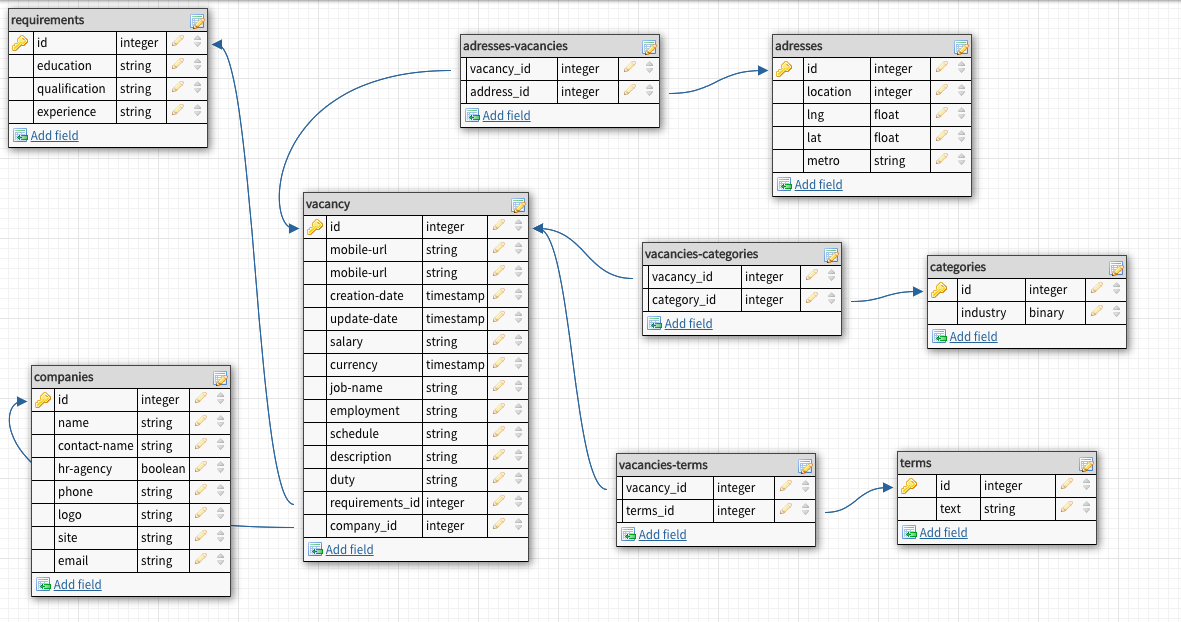 requirements
id integer
education string
qualification string
experience string
Add field
adresses-vacancies
vacancy_id integer
address_id integer
Add field
adresses
id integer
location integer
lng float
lat float
metro string
Add field
vacancy
id integer
mobile-url string
mobile-url string
creation-date timestamp
update-date timestamp
salary string
currency timestamp
job-name string
employment string
schedule string
description string
duty string
requirements_id integer
company_id integer
Add field
vacancies-categories
vacancy_id integer
category_id integer
Add field
categories
id integer
industry binary
Add field
companies
id integer
name string
contact-name string
hr-agency boolean
phone string
logo string
site string
email string
Add field
vacancies-terms
vacancy_id integer
terms_id integer
Add field
terms
id integer
text string
Add field